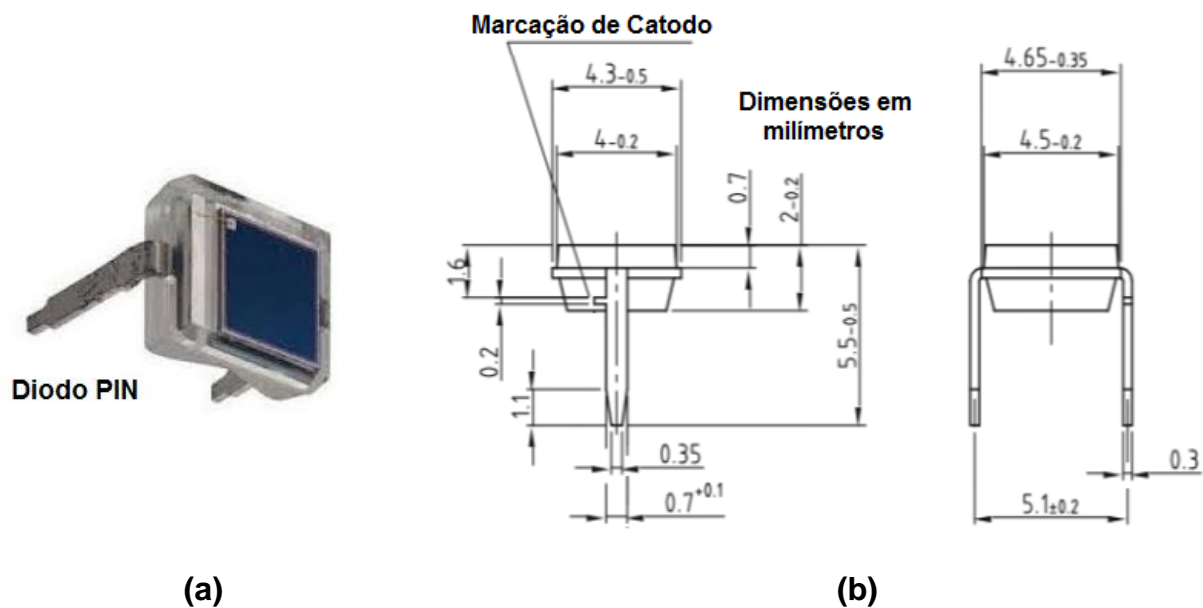 Marcação de Catodo
4.3-0.5
4.65-0.35
Dimensões em
milímetros
4-0.2
4.5-0.2
0.7
2-0.2
1.6
0.2
5.5-0.5
Diodo PIN
1.1
0.35
0.3
0.7+0.1
5.1±0.2
(a)
(b)